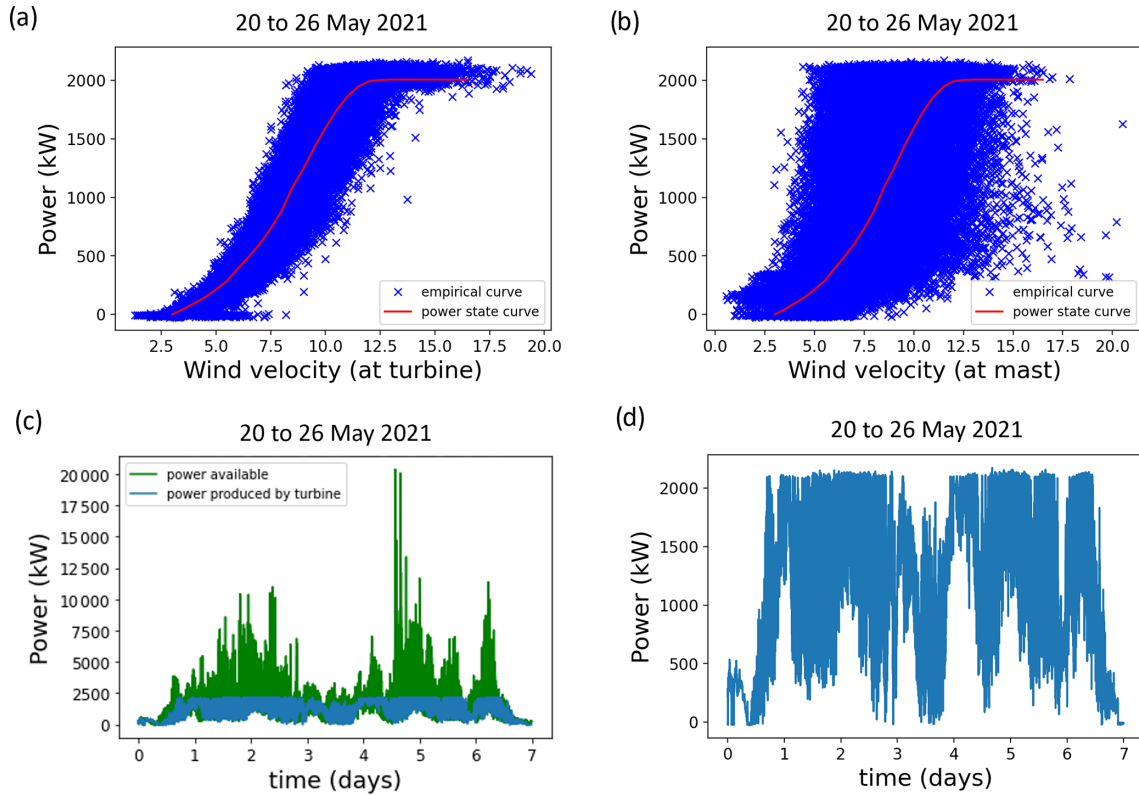 (a)
20 to 26 May 2021
Power (kW)
2000
1500
1000
500
0
empirical curve
power state curve
2.5 5.0 7.5 10.0 12.5 15.0 17.5 20.0
Wind velocity (at turbine)
(b)
20 to 26 May 2021
Power (kW)
2000
1500
1000
500
0
empirical curve
power state curve
0.0 2.5 5.0 7.5 10.0 12.5 15.0 17.5 20.0
Wind velocity (at mast)
(c)
20 to 26 May 2021
Power (kW)
20 000
17 500
15 000
12 500
10 000
7500
5000
2500
0
power available
power produced by turbine
0 1 2 3 4 5 6 7
time (days)
(d)
20 to 26 May 2021
Power (kW)
2000
1500
1000
500
0
0 1 2 3 4 5 6 7
time (days)